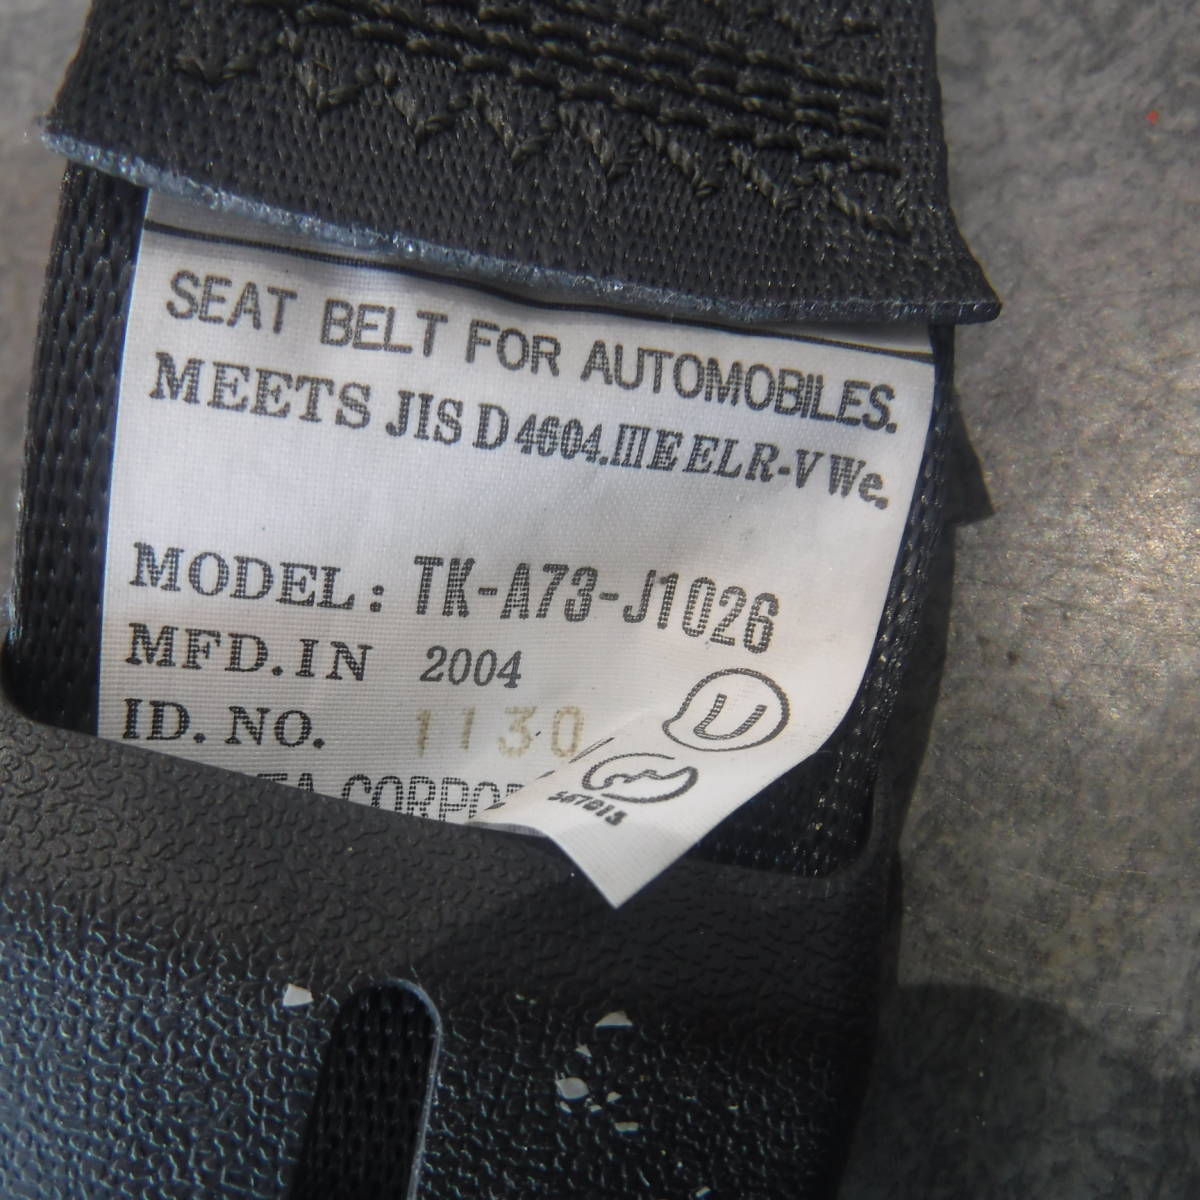 SEAT BELT FOR AUTOMOBILES.
MEETS JIS D 4604.IIIE ELR-V We.
MODEL: TK-A73-J1026
MFD. IN 2004
ID. NO. 1130
U